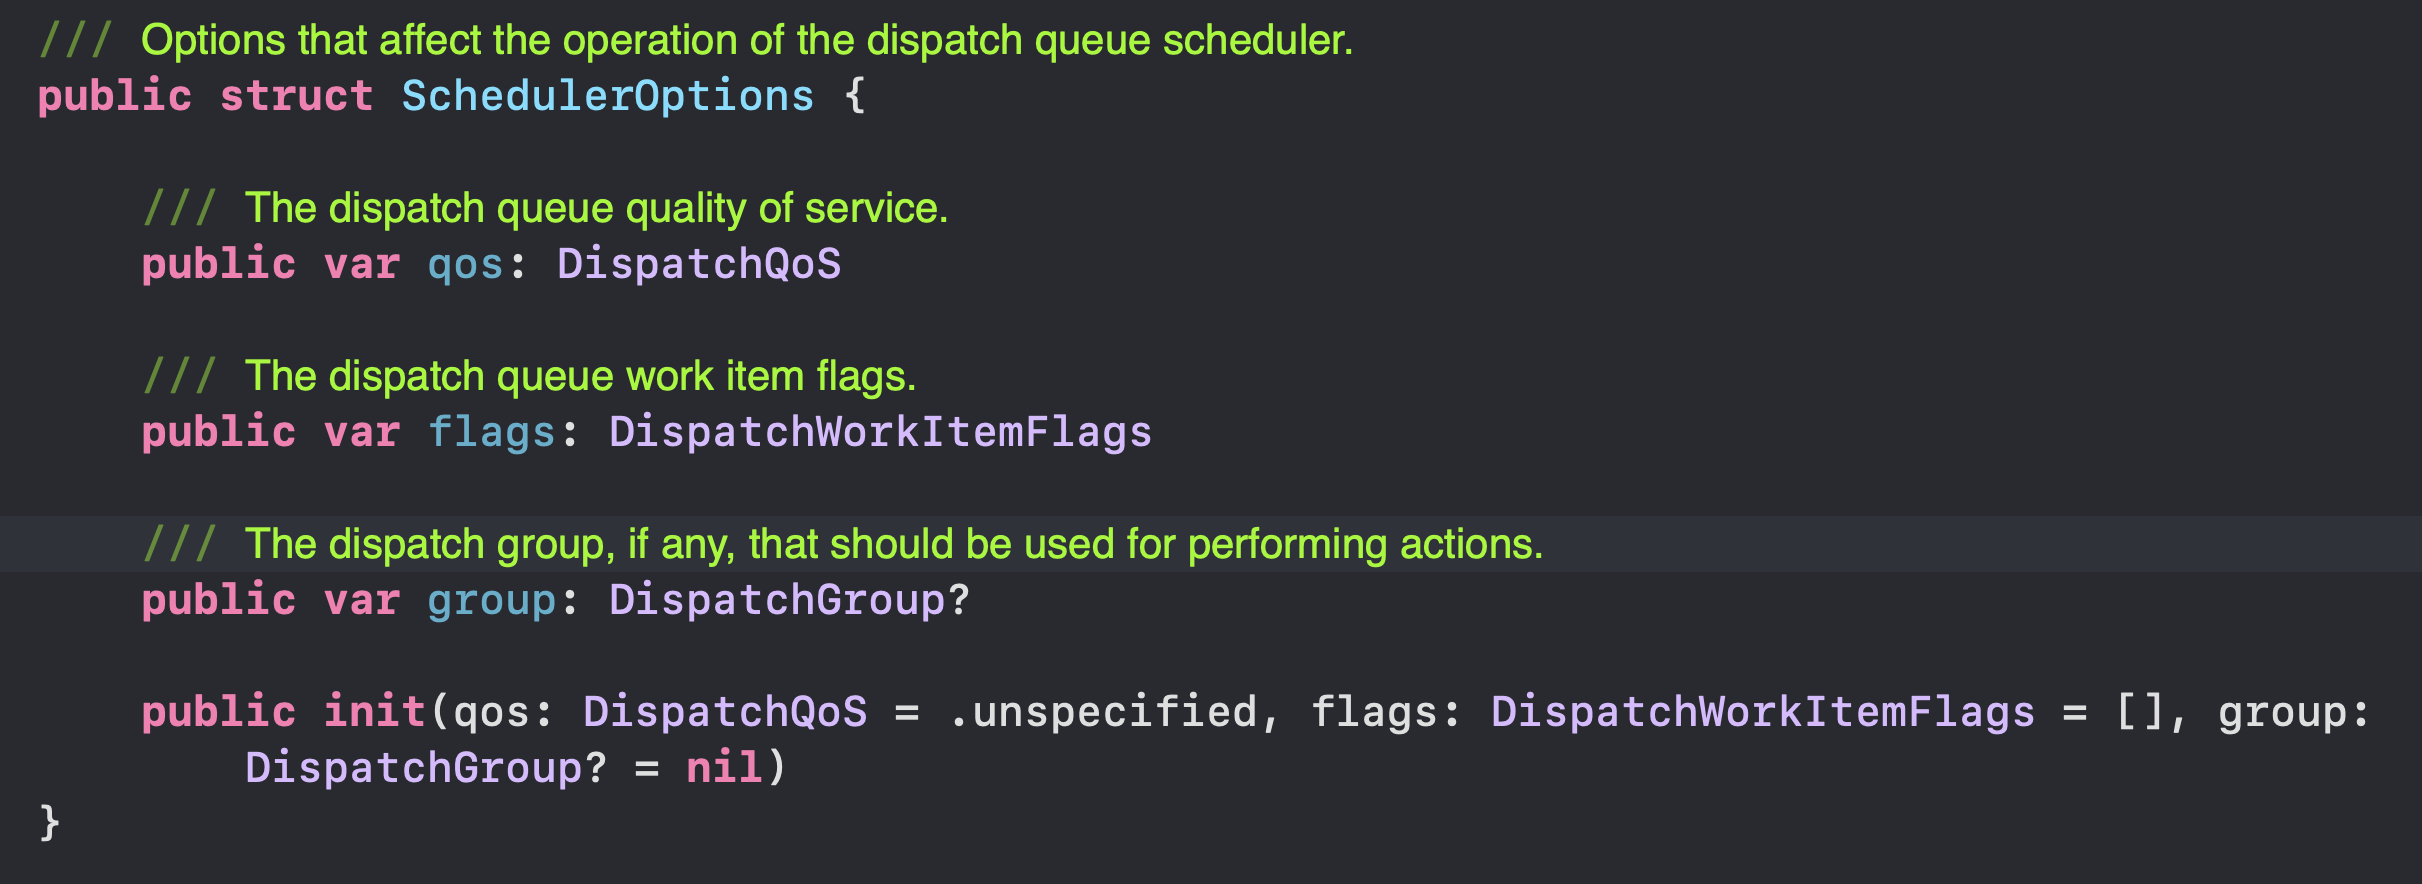 /// Options that affect the operation of the dispatch queue scheduler.
public struct SchedulerOptions {
/// The dispatch queue quality of service.
public var qos: DispatchQoS
/// The dispatch queue work item flags.
public var flags: DispatchWorkItemFlags
/// The dispatch group, if any, that should be used for performing actions.
public var group: DispatchGroup?
public init(qos: DispatchQoS = .unspecified, flags: DispatchWorkItemFlags = [], group:
DispatchGroup? = nil)
}